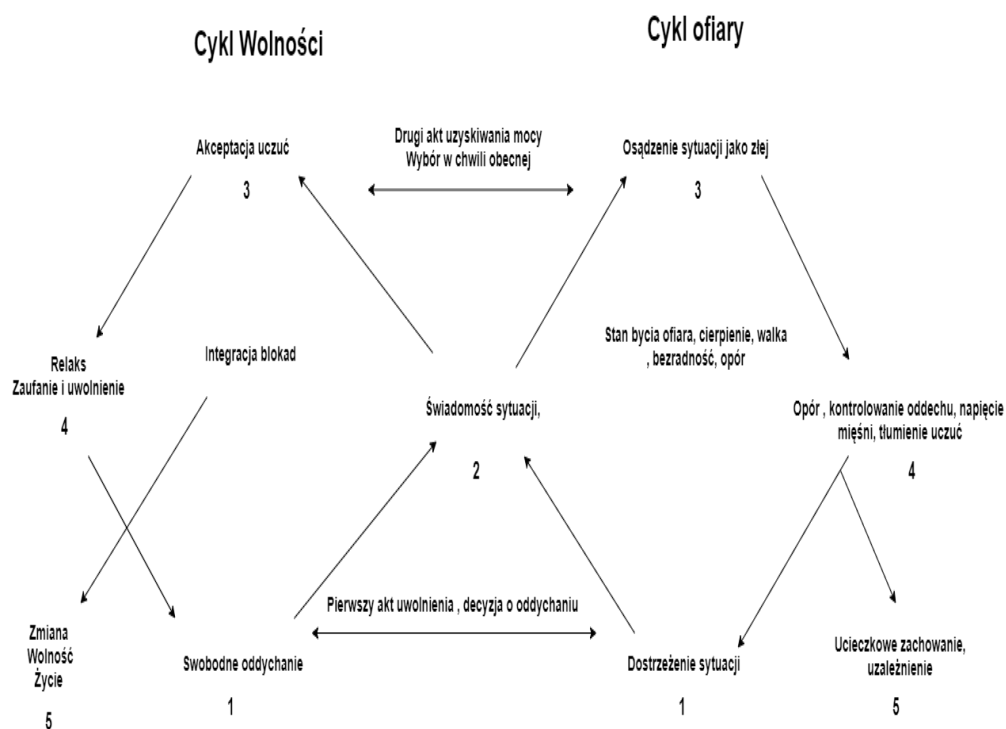 Cykl Wolności
Cykl ofiary
Akceptacja uczuć
3
Drugi akt uzyskiwania mocy
Wybór w chwili obecnej
Osądzenie sytuacji jako złej
3
Relaks
Zaufanie i uwolnienie
4
Integracja blokad
Świadomość sytuacji,
2
Stan bycia ofiara, cierpienie, walka
, bezradność, opór
Opór , kontrolowanie oddechu, napięcie
mięśni, tłumienie uczuć
4
Zmiana
Wolność
Życie
5
Swobodne oddychanie
1
Pierwszy akt uwolnienia , decyzja o oddychaniu
Dostrzeżenie sytuacji
1
Ucieczkowe zachowanie,
uzależnienie
5